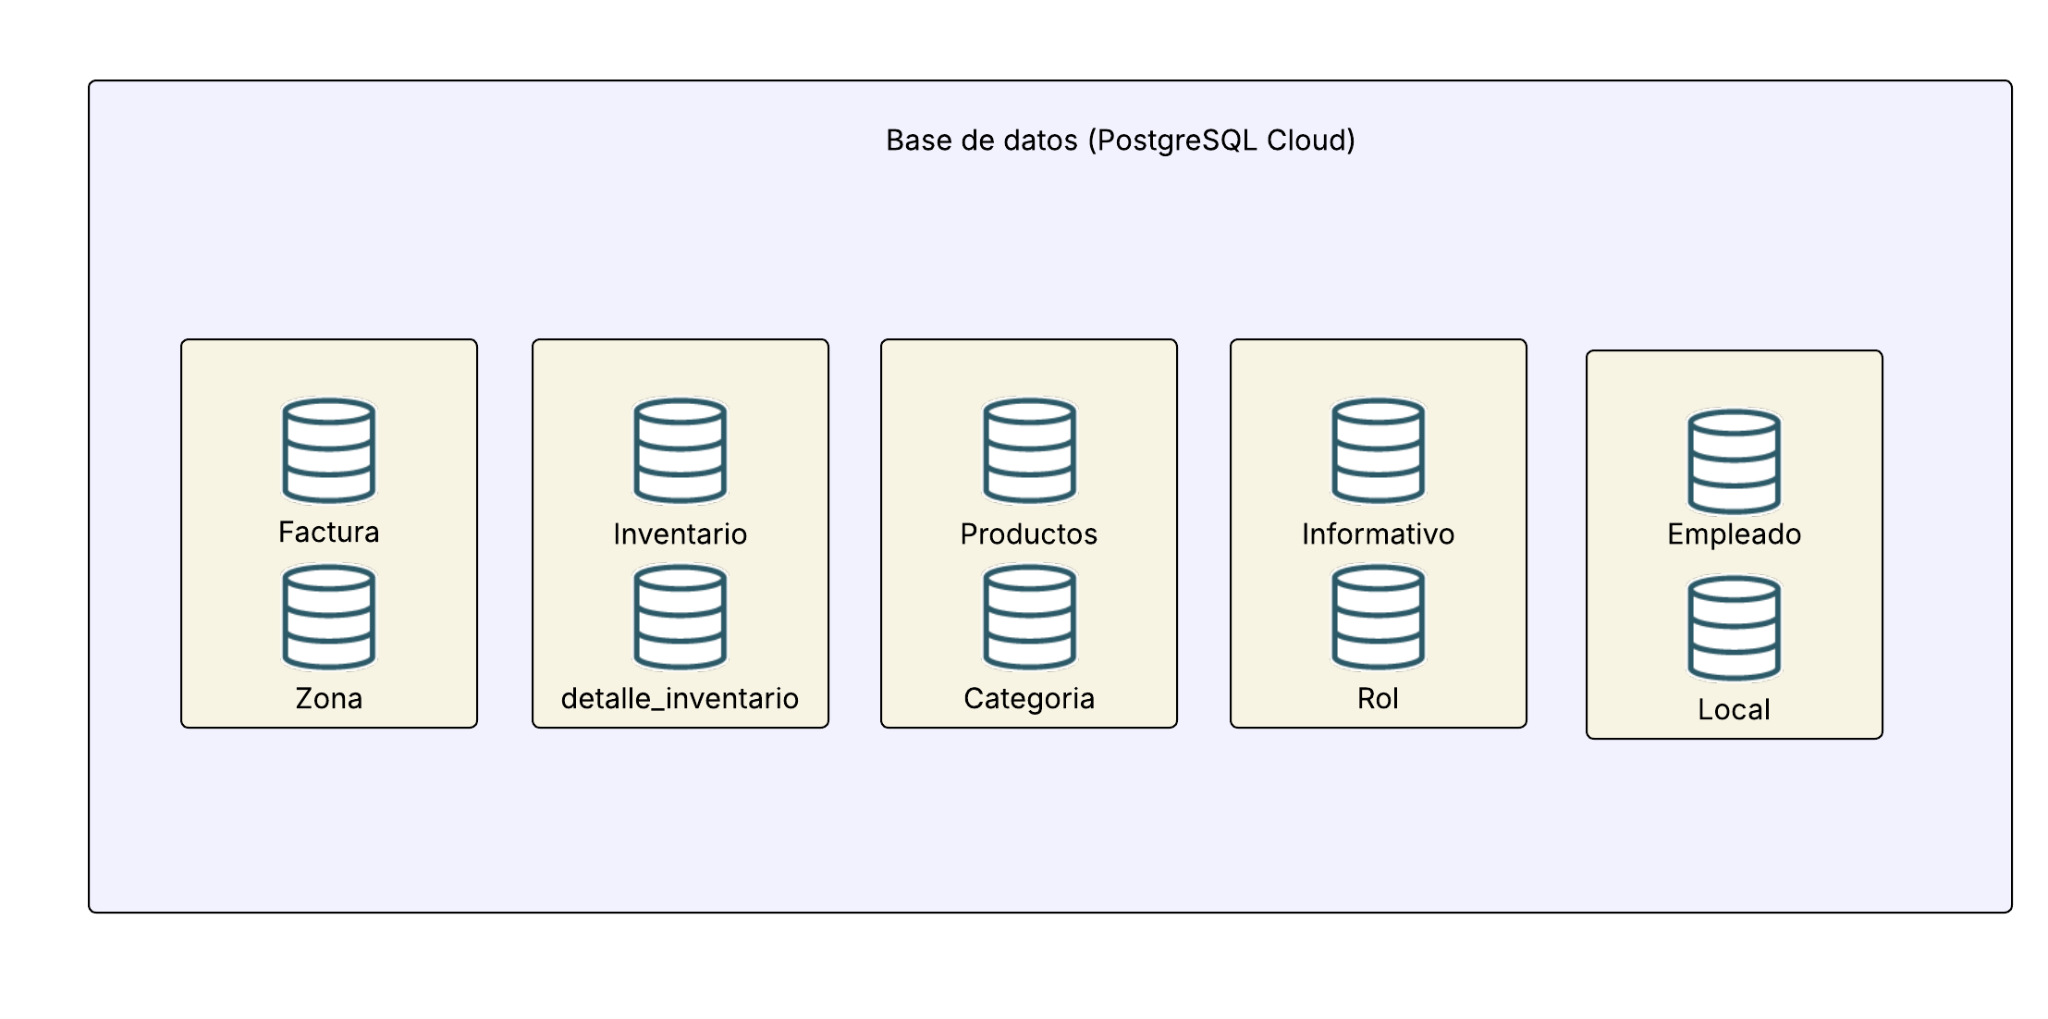 Base de datos (PostgreSQL Cloud)
Factura
Zona
Inventario
detalle_inventario
Productos
Categoria
Informativo
Rol
Empleado
Local